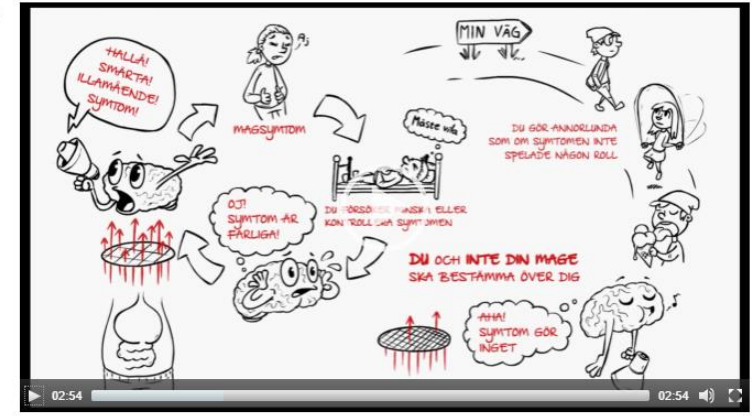 HALLÅ!
SMÄRTA!
ILLAMÅENDE!
SYMTOM!
Aj
MAGSYMTOM
Måste vila
DU FÖRSÖKER MINSKA ELLER
KONTROLLERA SYMTOMEN
OJ!
SYMTOM ÄR
FARLIGA!
MIN VÄG
DU GÖR ANNORLUNDA
SOM OM SYMTOMEN INTE
SPELADE NÅGON ROLL
DU OCH INTE DIN MAGE
SKA BESTÄMMA ÖVER DIG
AHA!
SYMTOM GÖR
INGET
02:54
02:54